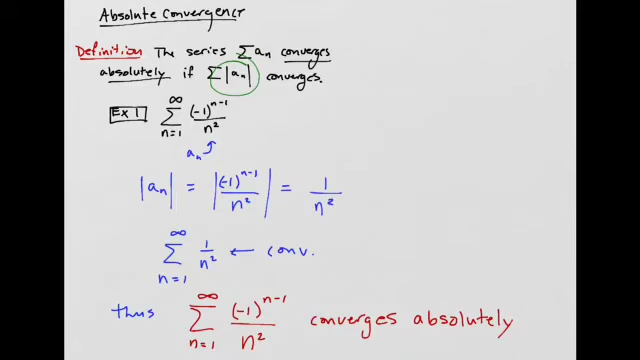 Absolute Convergence
Definition The series Σ aₙ converges
absolutely if Σ |aₙ| converges.
Ex 1 ∞ Σ n=1 (-1)ⁿ⁻¹ / n²
aₙ ↗
|aₙ| = | (-1)ⁿ⁻¹ / n² | = 1 / n²
∞ Σ n=1 1 / n² ← conv.
thus ∞ Σ n=1 (-1)ⁿ⁻¹ / n² converges absolutely